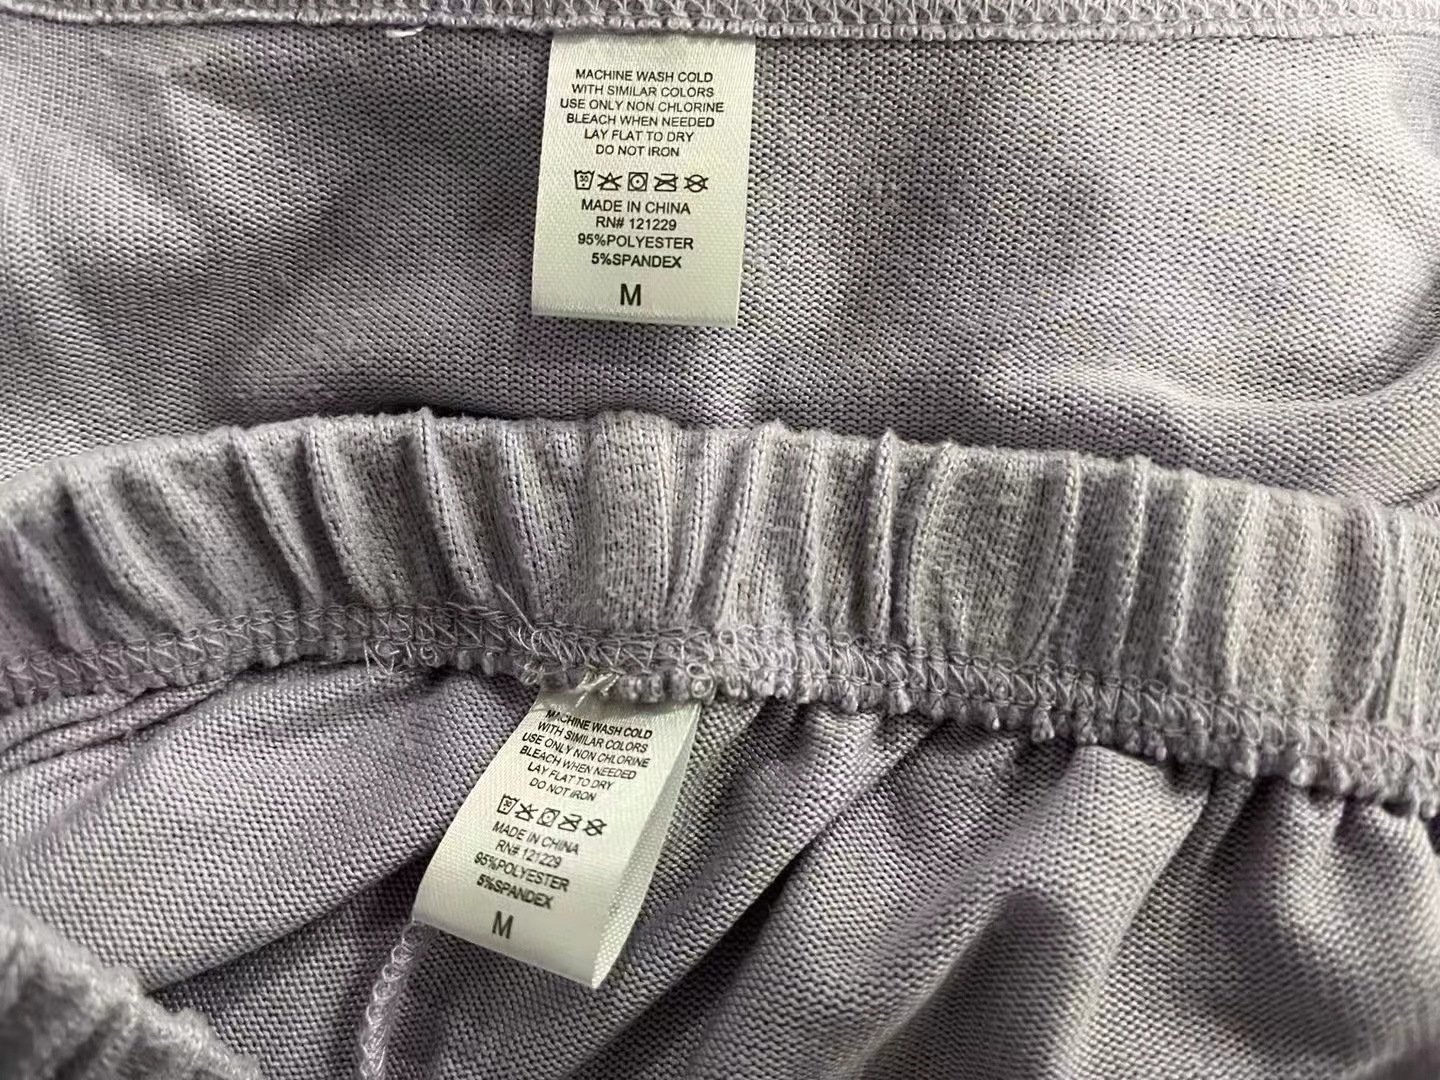 MACHINE WASH COLD
WITH SIMILAR COLORS
USE ONLY NON CHLORINE
BLEACH WHEN NEEDED
LAY FLAT TO DRY
DO NOT IRON
30
MADE IN CHINA
RN# 121229
95%POLYESTER
5%SPANDEX
M
MACHINE WASH COLD
WITH SIMILAR COLORS
USE ONLY NON CHLORINE
BLEACH WHEN NEEDED
LAY FLAT TO DRY
DO NOT IRON
30
MADE IN CHINA
RN# 121229
95%POLYESTER
5%SPANDEX
M